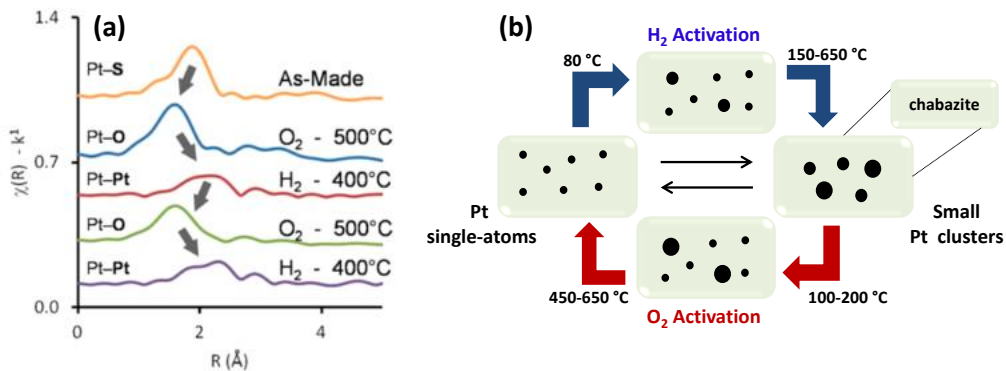 (a)
1.4
0.7
0.0
χ(R) - k¹
Pt–S
As-Made
Pt–O
O₂ - 500°C
Pt–Pt
H₂ - 400°C
Pt–O
O₂ - 500°C
Pt–Pt
H₂ - 400°C
0
2
4
R (Å)
(b)
H₂ Activation
80 °C
150-650 °C
chabazite
Pt
single-atoms
Small
Pt clusters
450-650 °C
100-200 °C
O₂ Activation